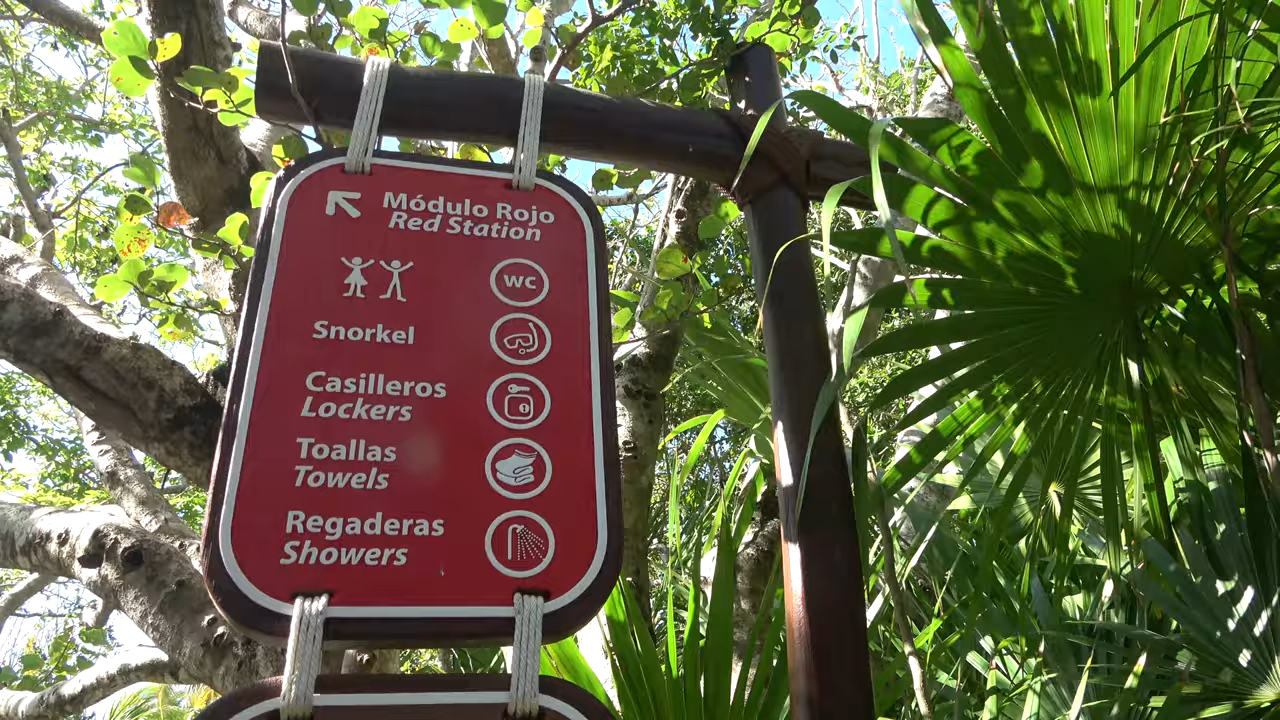 Módulo Rojo
Red Station
WC
Snorkel
Casilleros
Lockers
Toallas
Towels
Regaderas
Showers